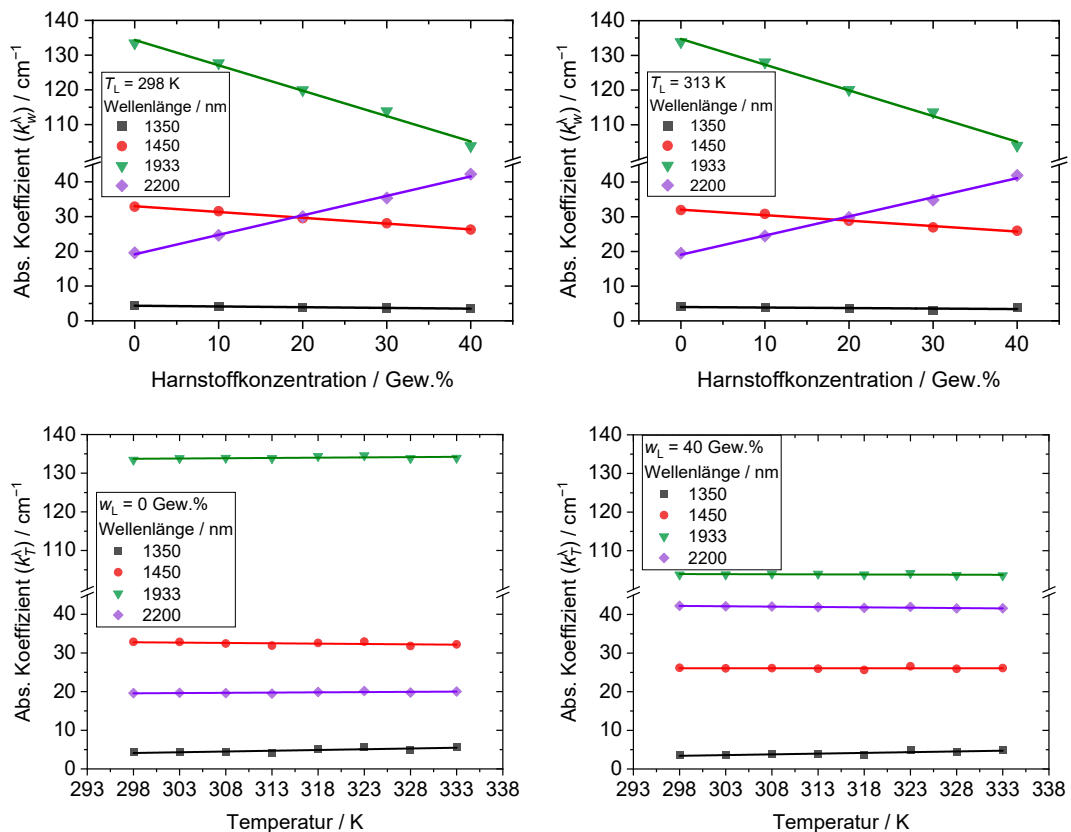 Abs. Koeffizient (k_w^λ) / cm⁻¹
140
130
120
110
40
30
20
10
0
T_L = 298 K
Wellenlänge / nm
1350
1450
1933
2200
0 10 20 30 40
Harnstoffkonzentration / Gew.%
Abs. Koeffizient (k_w^λ) / cm⁻¹
140
130
120
110
40
30
20
10
0
T_L = 313 K
Wellenlänge / nm
1350
1450
1933
2200
0 10 20 30 40
Harnstoffkonzentration / Gew.%
Abs. Koeffizient (k_T^λ) / cm⁻¹
140
130
120
110
40
30
20
10
0
w_L = 0 Gew.%
Wellenlänge / nm
1350
1450
1933
2200
293 298 303 308 313 318 323 328 333 338
Temperatur / K
Abs. Koeffizient (k_T^λ) / cm⁻¹
140
130
120
110
40
30
20
10
0
w_L = 40 Gew.%
Wellenlänge / nm
1350
1450
1933
2200
293 298 303 308 313 318 323 328 333 338
Temperatur / K